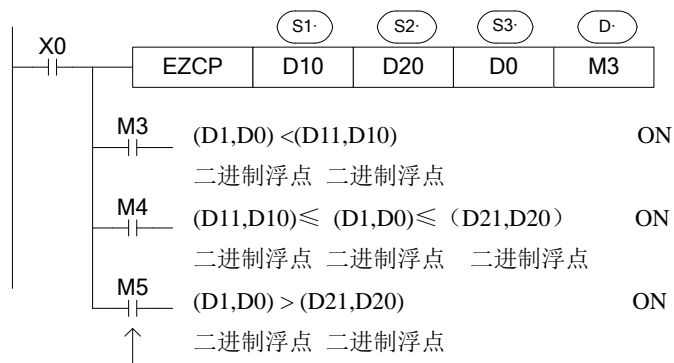 S1· S2· S3· D·
X0
EZCP D10 D20 D0 M3
M3 (D1,D0) <(D11,D10) ON
二进制浮点 二进制浮点
M4 (D11,D10)≤ (D1,D0)≤（D21,D20） ON
二进制浮点 二进制浮点 二进制浮点
M5 (D1,D0) > (D21,D20) ON
二进制浮点 二进制浮点